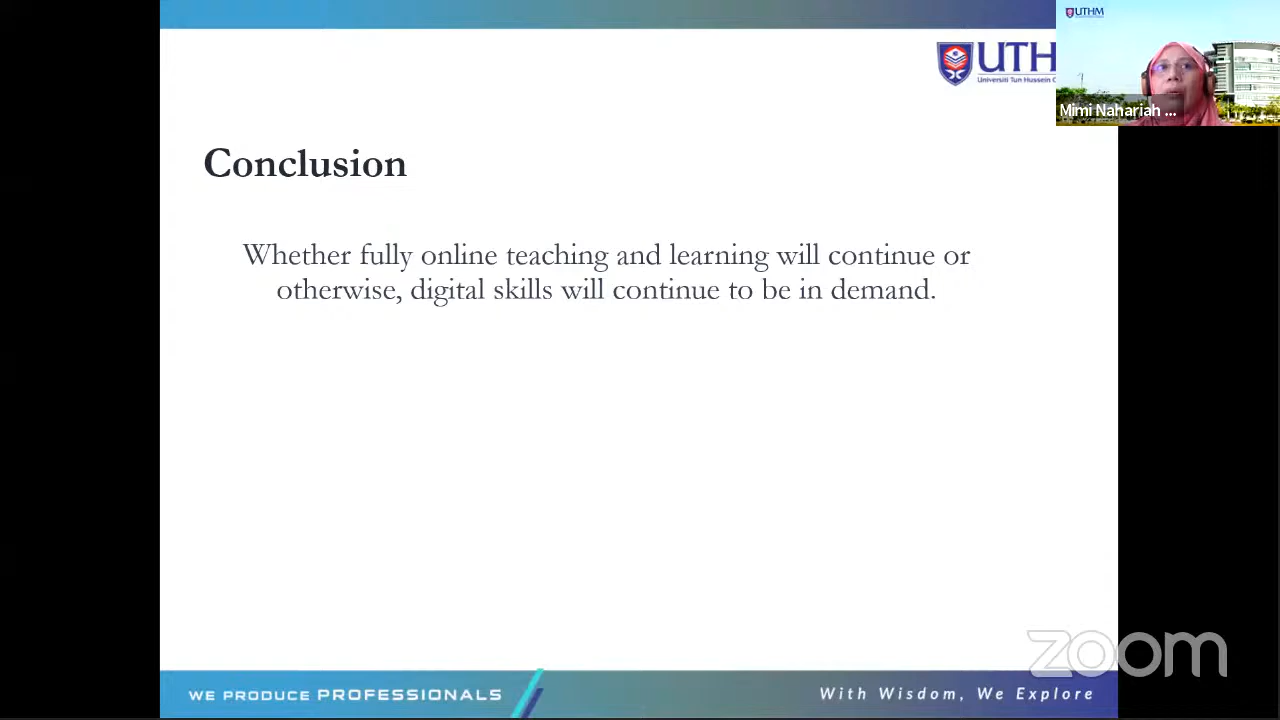 UTHM
UTH
Universiti Tun Hussein
Mimi Nahariah ...
Conclusion
Whether fully online teaching and learning will continue or
otherwise, digital skills will continue to be in demand.
zoom
WE PRODUCE PROFESSIONALS
With Wisdom, We Explore